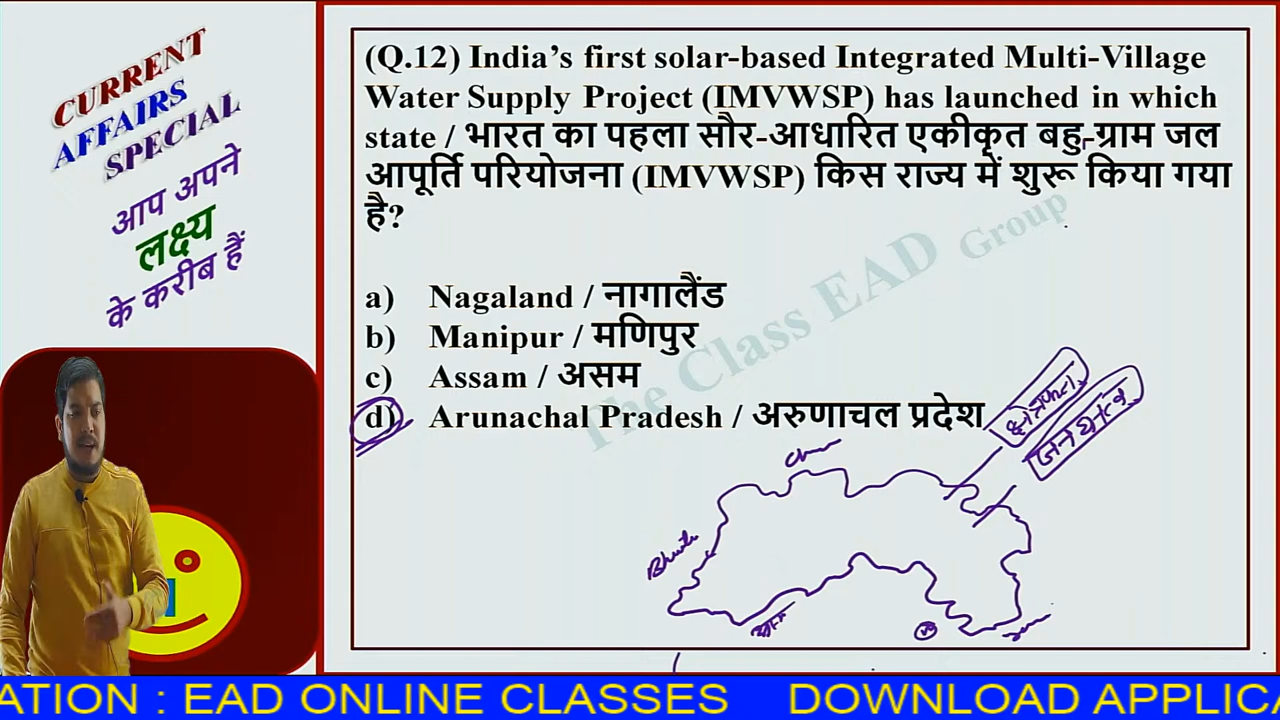 CURRENT
AFFAIRS
SPECIAL
आप अपने
लक्ष्य
के करीब हैं
(Q.12) India's first solar-based Integrated Multi-Village
Water Supply Project (IMVWSP) has launched in which
state / भारत का पहला सौर-आधारित एकीकृत बहु-ग्राम जल
आपूर्ति परियोजना (IMVWSP) किस राज्य में शुरू किया गया
है?
The Class EAD Group
a) Nagaland / नागालैंड
b) Manipur / मणिपुर
c) Assam / असम
d) Arunachal Pradesh / अरुणाचल प्रदेश
ATION : EAD ONLINE CLASSES DOWNLOAD APPLICA